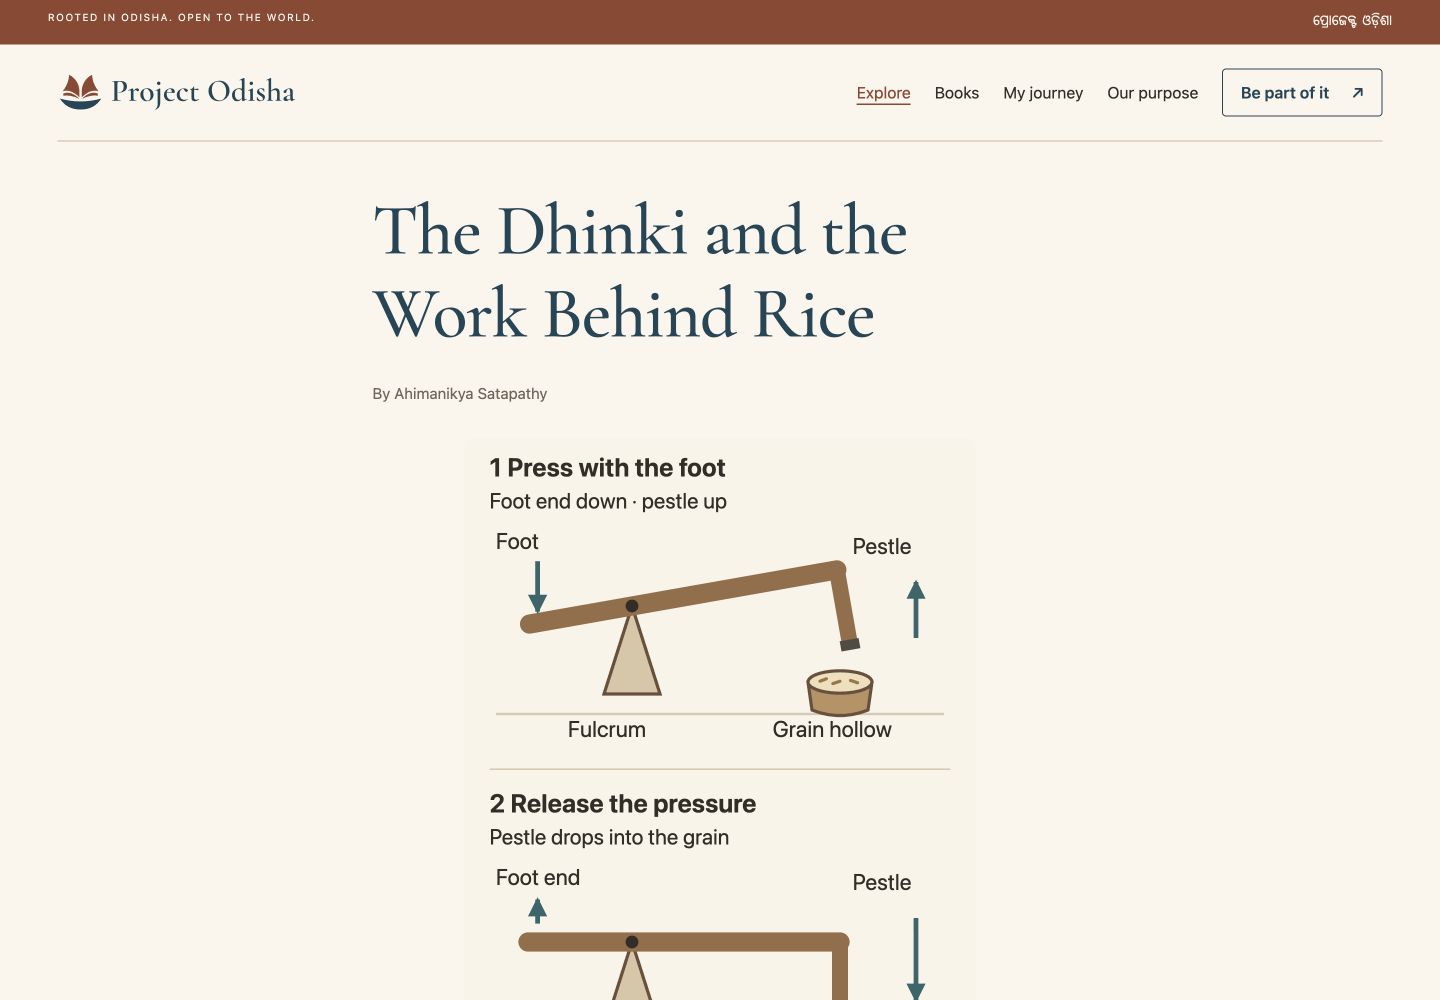 ROOTED IN ODISHA. OPEN TO THE WORLD.
ପ୍ରୋଜେକ୍ଟ ଓଡ଼ିଶା
Project Odisha
Explore
Books
My journey
Our purpose
Be part of it
The Dhinki and the
Work Behind Rice
By Ahimanikya Satapathy
1 Press with the foot
Foot end down · pestle up
Foot
Pestle
Fulcrum
Grain hollow
2 Release the pressure
Pestle drops into the grain
Foot end
Pestle